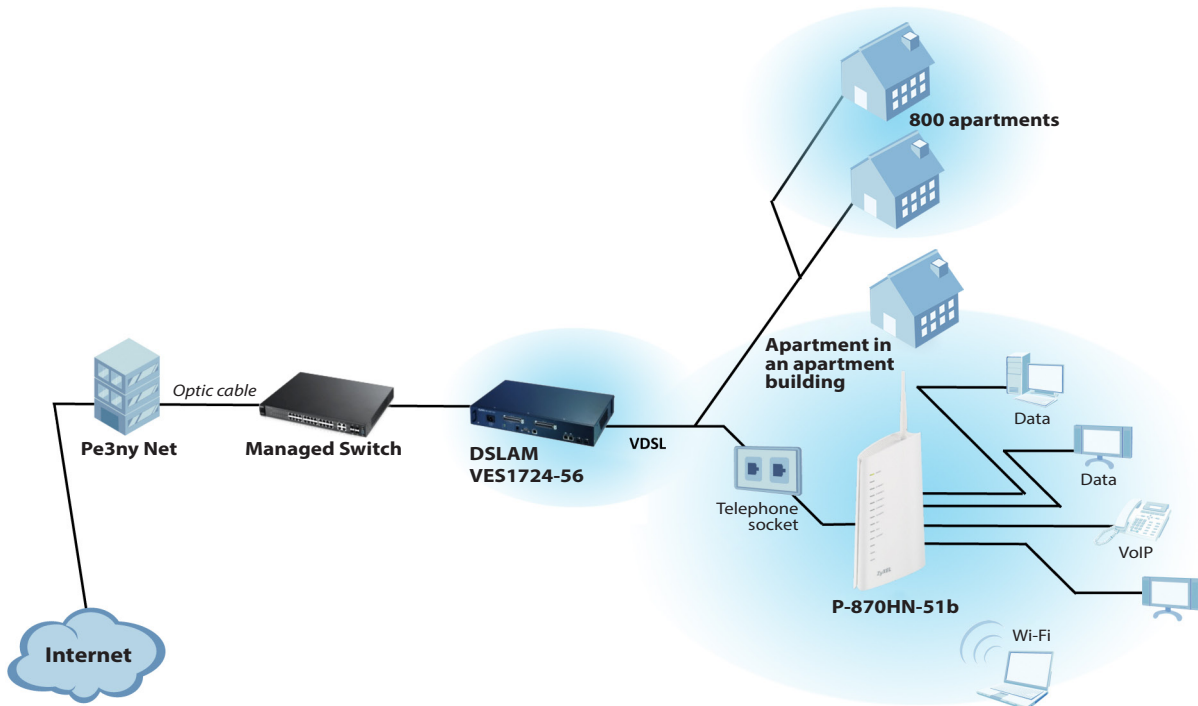 800 apartments
Apartment in
an apartment
building
Data
Optic cable
Pe3ny Net
Managed Switch
DSLAM
VES1724-56
VDSL
Data
Telephone
socket
VoIP
ZyXEL
P-870HN-51b
Wi-Fi
Internet